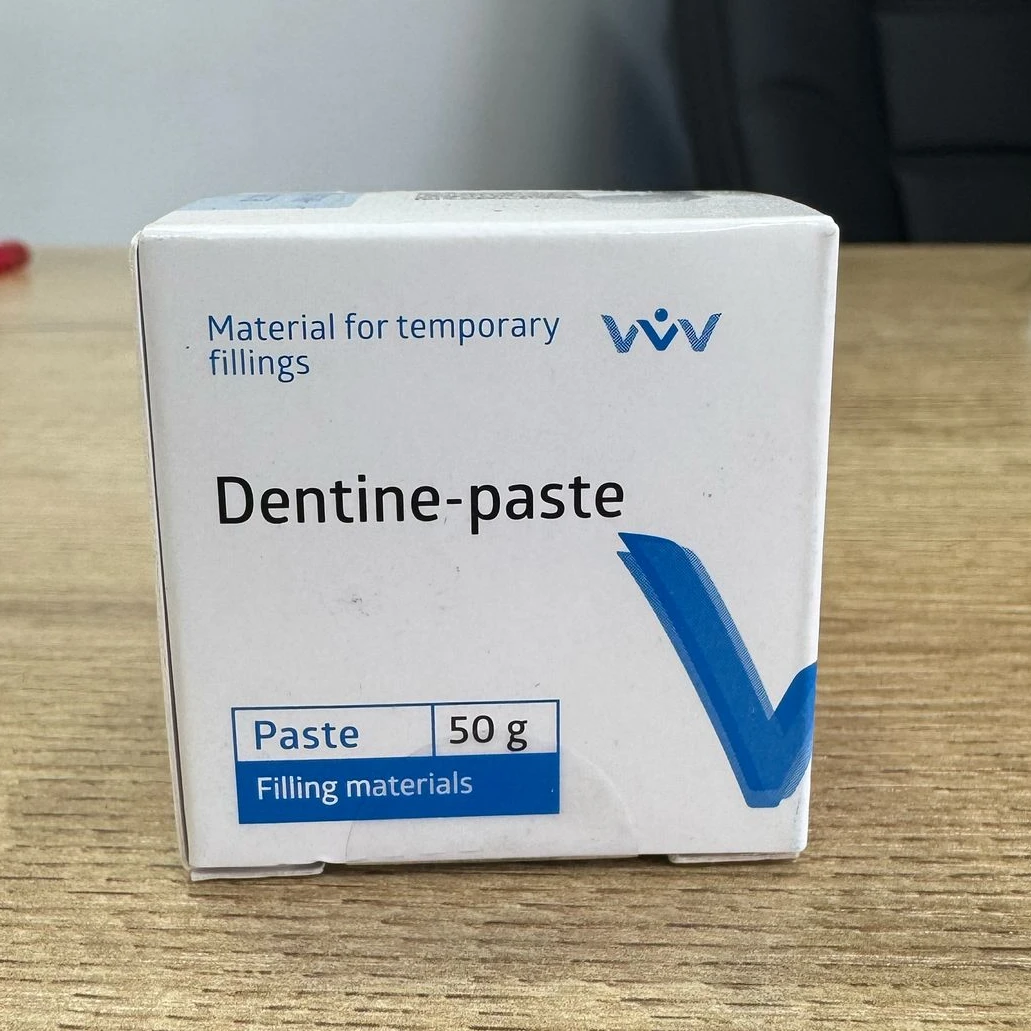 Material for temporary
fillings
Dentine-paste
Paste 50 g
Filling materials